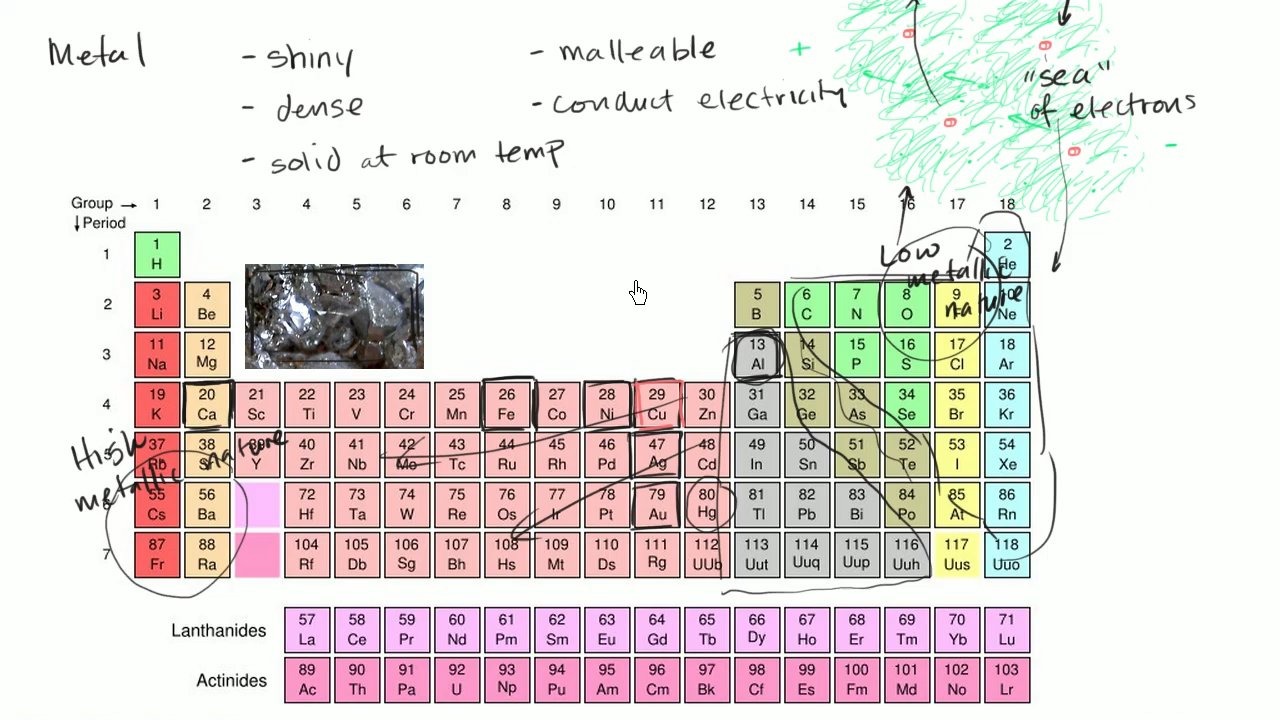 Metal - shiny - malleable +
"sea"
- dense - conduct electricity of electrons
- solid at room temp -
Group → 1 2 3 4 5 6 7 8 9 10 11 12 13 14 15 16 17 18
↓Period
1 1 2
H He
Low
metallic
nature
2 3 4 5 6 7 8 9 10
Li Be B C N O F Ne
3 11 12 13 14 15 16 17 18
Na Mg Al Si P S Cl Ar
4 19 20 21 22 23 24 25 26 27 28 29 30 31 32 33 34 35 36
K Ca Sc Ti V Cr Mn Fe Co Ni Cu Zn Ga Ge As Se Br Kr
High
metallic nature
5 37 38 39 40 41 42 43 44 45 46 47 48 49 50 51 52 53 54
Rb Sr Y Zr Nb Mo Tc Ru Rh Pd Ag Cd In Sn Sb Te I Xe
6 55 56 72 73 74 75 76 77 78 79 80 81 82 83 84 85 86
Cs Ba Hf Ta W Re Os Ir Pt Au Hg Tl Pb Bi Po At Rn
7 87 88 104 105 106 107 108 109 110 111 112 113 114 115 116 117 118
Fr Ra Rf Db Sg Bh Hs Mt Ds Rg UUb Uut Uuq Uup Uuh Uus Uuo
Lanthanides 57 58 59 60 61 62 63 64 65 66 67 68 69 70 71
La Ce Pr Nd Pm Sm Eu Gd Tb Dy Ho Er Tm Yb Lu
Actinides 89 90 91 92 93 94 95 96 97 98 99 100 101 102 103
Ac Th Pa U Np Pu Am Cm Bk Cf Es Fm Md No Lr